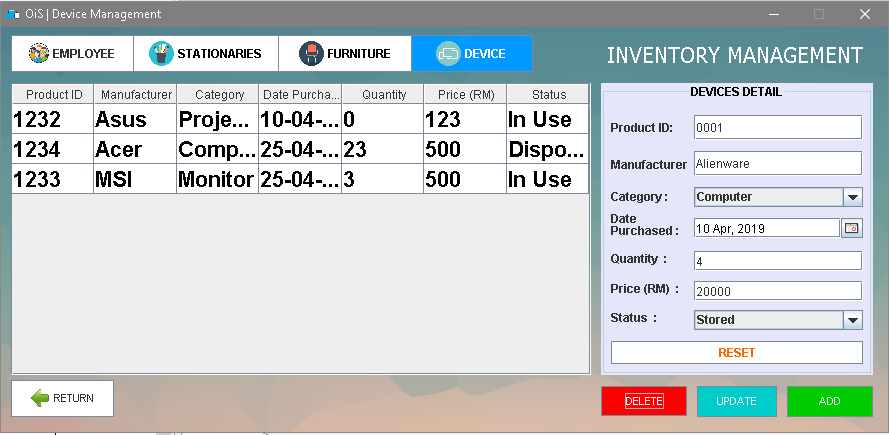 OiS | Device Management
EMPLOYEE STATIONARIES FURNITURE DEVICE
INVENTORY MANAGEMENT
Product ID Manufacturer Category Date Purcha... Quantity Price (RM) Status
1232 Asus Proje... 10-04-... 0 123 In Use
1234 Acer Comp... 25-04-... 23 500 Dispo...
1233 MSI Monitor 25-04-... 3 500 In Use
DEVICES DETAIL
Product ID: 0001
Manufacturer Alienware
Category : Computer
Date
Purchased : 10 Apr, 2019
Quantity : 4
Price (RM) : 20000
Status : Stored
RESET
RETURN
DELETE UPDATE ADD